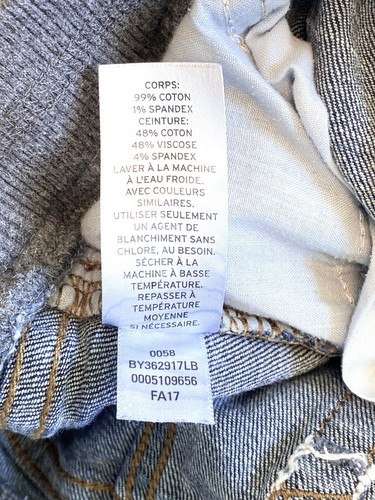 CORPS:
99% COTON
1% SPANDEX
CEINTURE:
48% COTON
48% VISCOSE
4% SPANDEX
LAVER À LA MACHINE
À L'EAU FROIDE.
AVEC COULEURS
SIMILAIRES.
UTILISER SEULEMENT
UN AGENT DE
BLANCHIMENT SANS
CHLORE, AU BESOIN.
SÉCHER À LA
MACHINE À BASSE
TEMPÉRATURE.
REPASSER À
TEMPÉRATURE
MOYENNE
SI NÉCESSAIRE.
0058
BY362917LB
0005109656
FA17